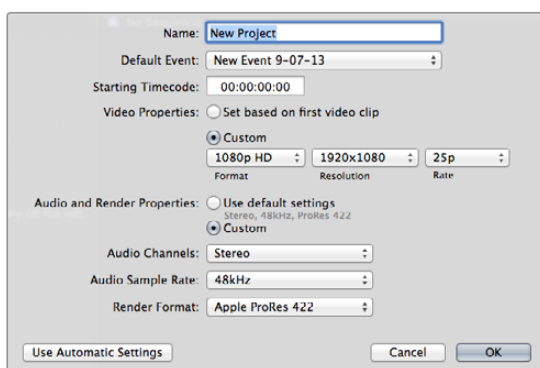 Name: New Project
Default Event: New Event 9-07-13
Starting Timecode: 00:00:00:00
Video Properties: Set based on first video clip
Custom
1080p HD 1920x1080 25p
Format Resolution Rate
Audio and Render Properties: Use default settings
Stereo, 48kHz, ProRes 422
Custom
Audio Channels: Stereo
Audio Sample Rate: 48kHz
Render Format: Apple ProRes 422
Use Automatic Settings Cancel OK